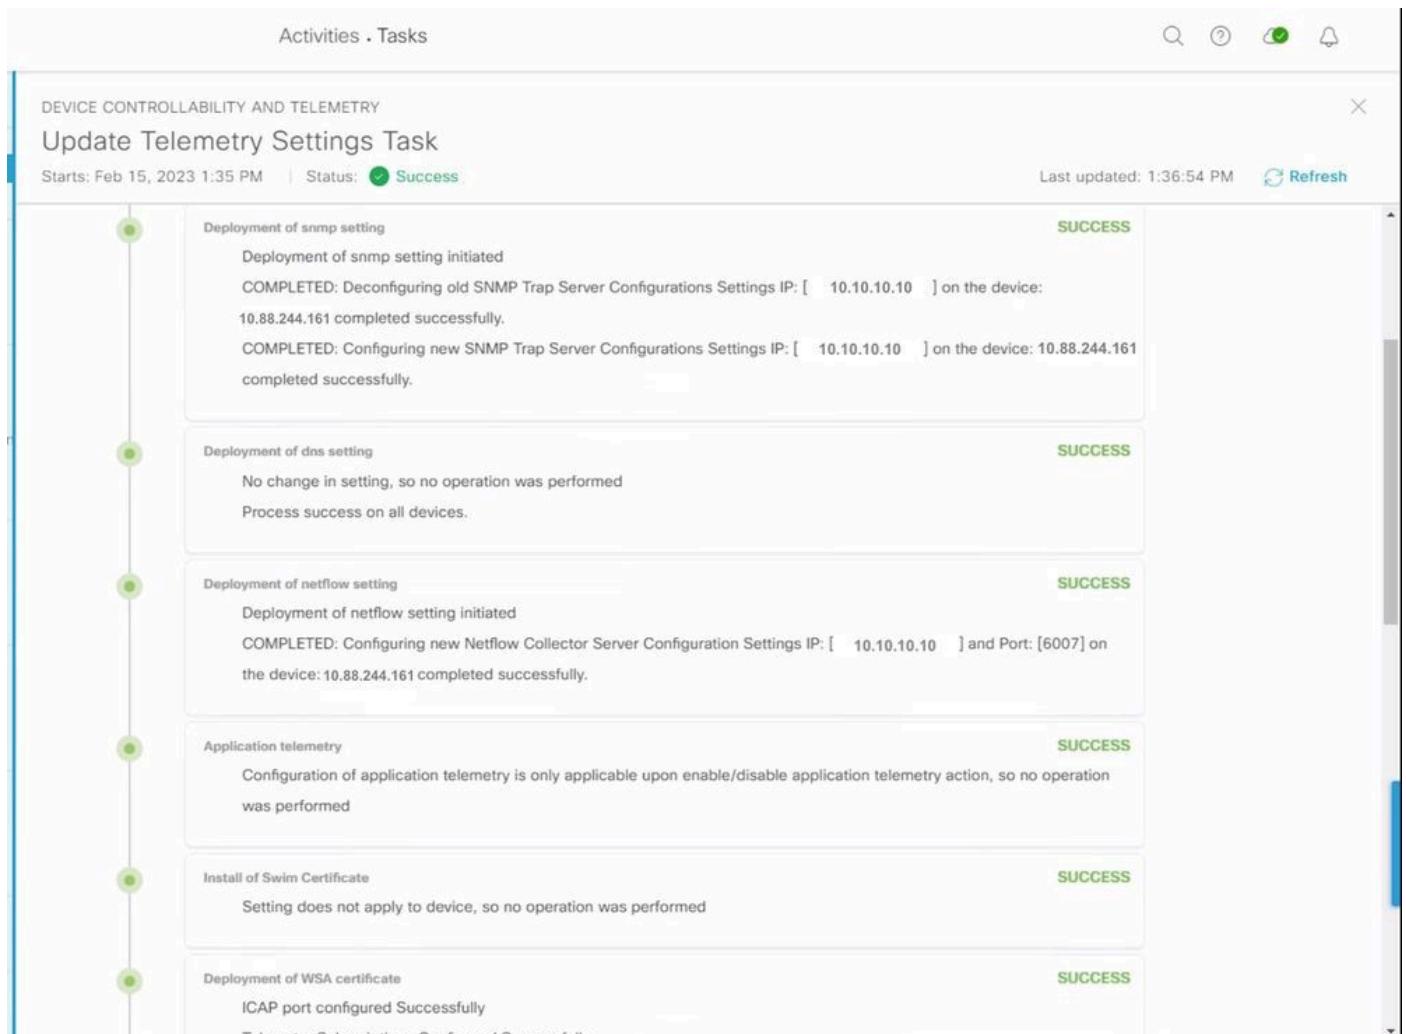 Activities . Tasks
DEVICE CONTROLLABILITY AND TELEMETRY
Update Telemetry Settings Task
Starts: Feb 15, 2023 1:35 PM | Status: Success
Last updated: 1:36:54 PM Refresh
Deployment of snmp setting SUCCESS
Deployment of snmp setting initiated
COMPLETED: Deconfiguring old SNMP Trap Server Configurations Settings IP: [ 10.10.10.10 ] on the device:
10.88.244.161 completed successfully.
COMPLETED: Configuring new SNMP Trap Server Configurations Settings IP: [ 10.10.10.10 ] on the device: 10.88.244.161
completed successfully.
Deployment of dns setting SUCCESS
No change in setting, so no operation was performed
Process success on all devices.
Deployment of netflow setting SUCCESS
Deployment of netflow setting initiated
COMPLETED: Configuring new Netflow Collector Server Configuration Settings IP: [ 10.10.10.10 ] and Port: [6007] on
the device: 10.88.244.161 completed successfully.
Application telemetry SUCCESS
Configuration of application telemetry is only applicable upon enable/disable application telemetry action, so no operation
was performed
Install of Swim Certificate SUCCESS
Setting does not apply to device, so no operation was performed
Deployment of WSA certificate SUCCESS
ICAP port configured Successfully